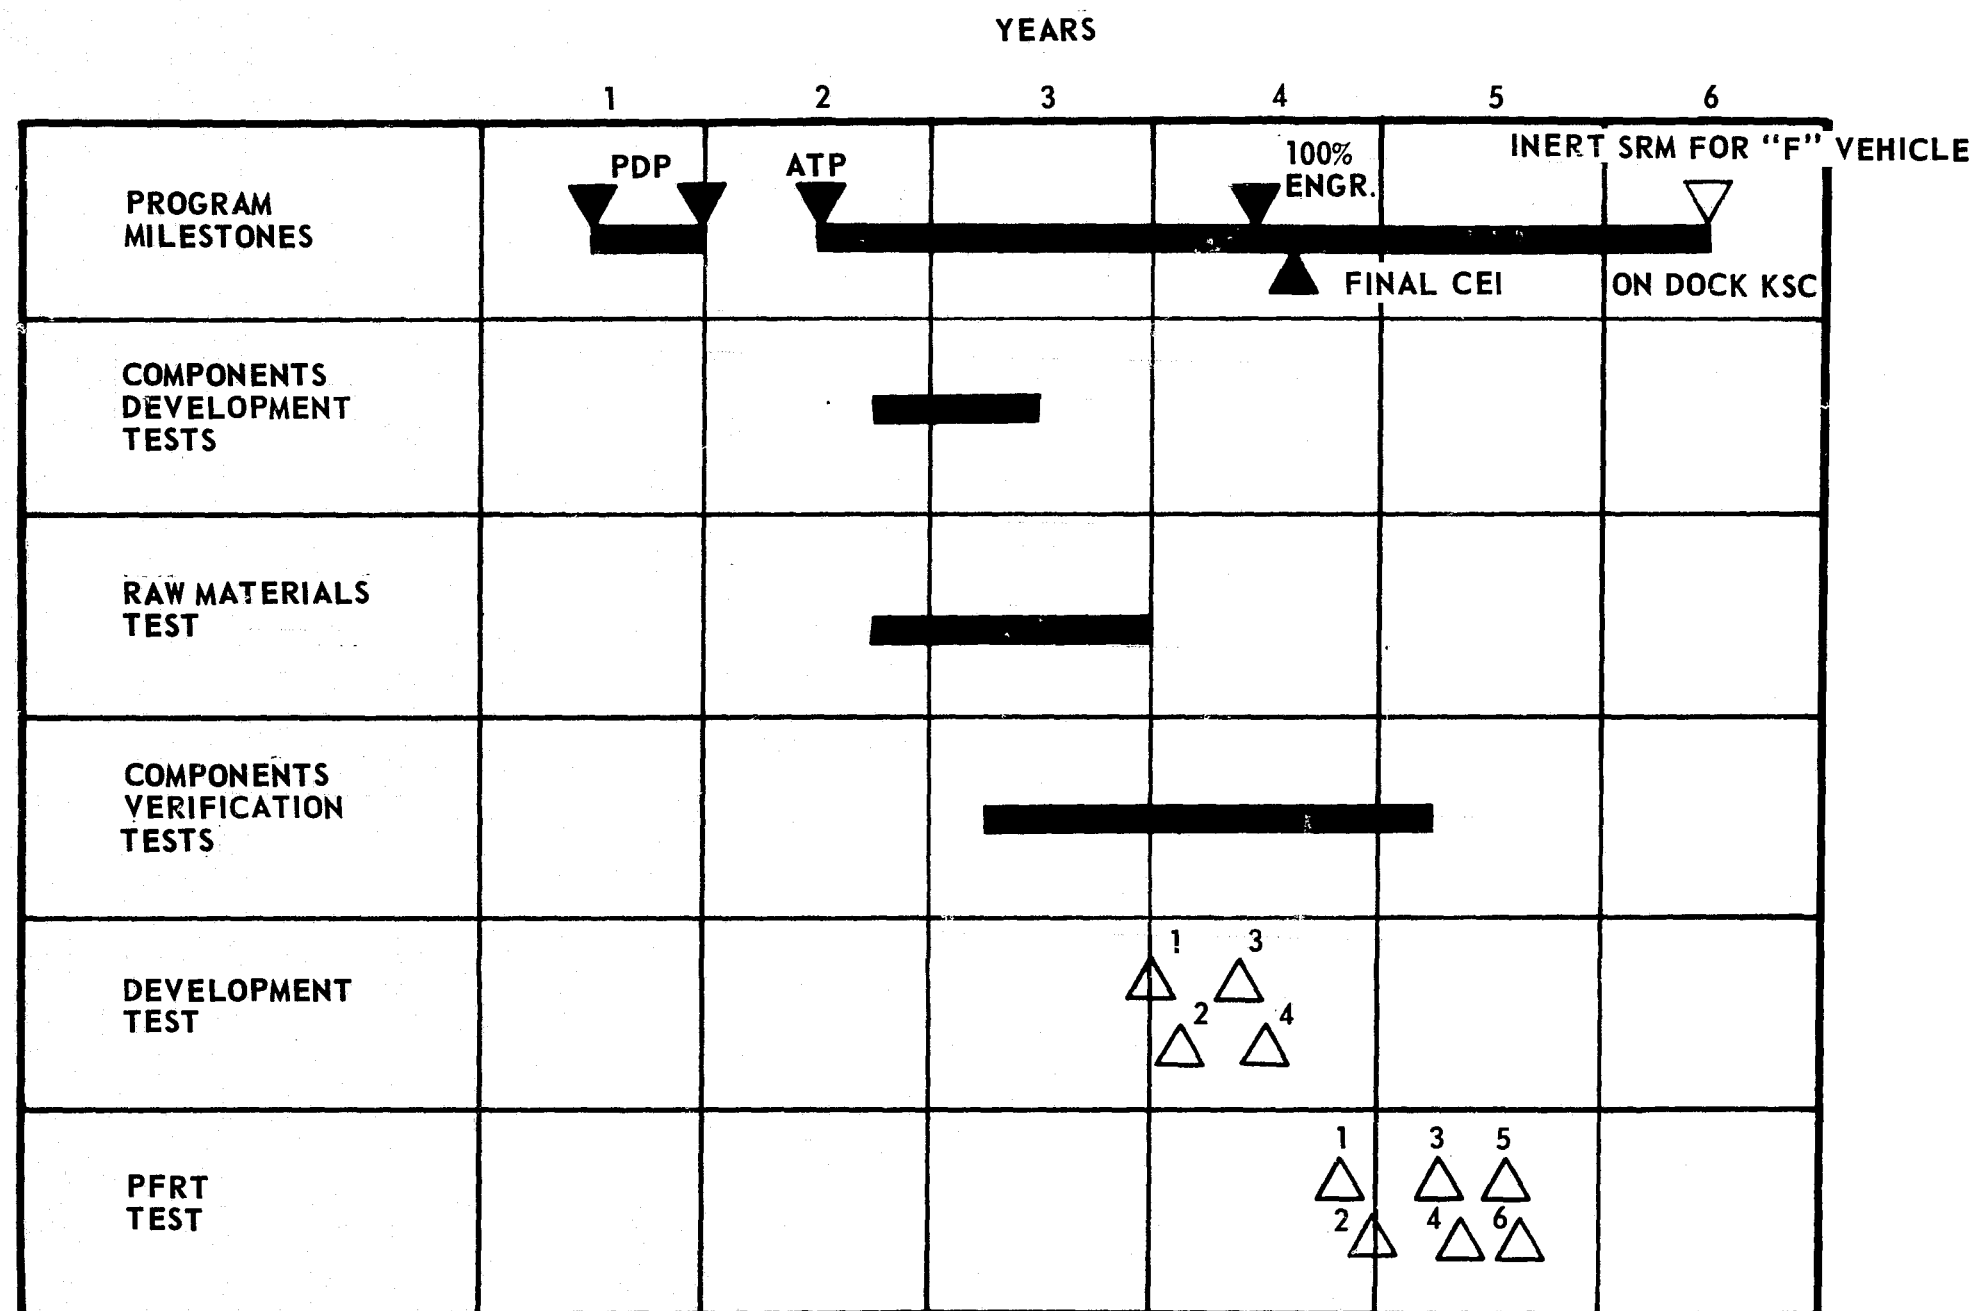 YEARS
1 2 3 4 5 6
PROGRAM
MILESTONES
PDP
ATP
100%
ENGR.
INERT SRM FOR “F” VEHICLE
FINAL CEI
ON DOCK KSC
COMPONENTS
DEVELOPMENT
TESTS
RAW MATERIALS
TEST
COMPONENTS
VERIFICATION
TESTS
DEVELOPMENT
TEST
1 3
2 4
PFRT
TEST
1 3 5
2 4 6